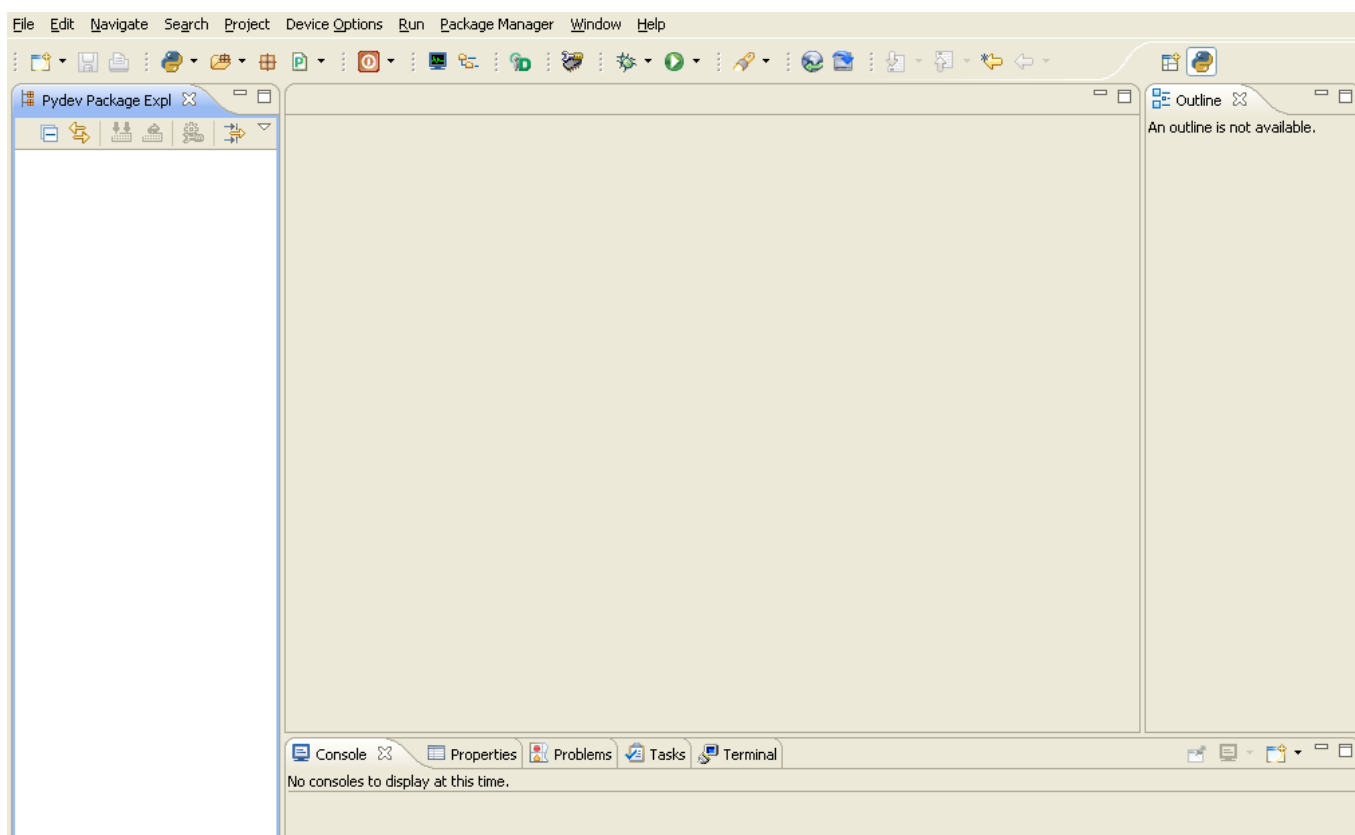 File Edit Navigate Search Project Device Options Run Package Manager Window Help
Pydev Package Expl
Outline
An outline is not available.
Console Properties Problems Tasks Terminal
No consoles to display at this time.